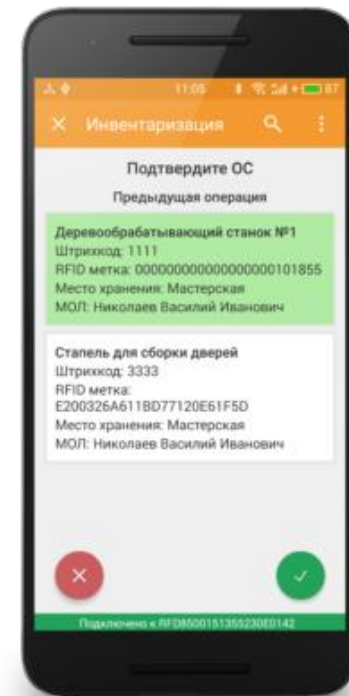 11:05 87
Инвентаризация
Подтвердите ОС
Предыдущая операция
Деревообрабатывающий станок №1
Штрихкод: 1111
RFID метка: 000000000000000000101855
Место хранения: Мастерская
МОЛ: Николаев Василий Иванович
Стапель для сборки дверей
Штрихкод: 3333
RFID метка:
E200326A611BD77120E61F5D
Место хранения: Мастерская
МОЛ: Николаев Василий Иванович
Подключено к RFD8500151355230E0142